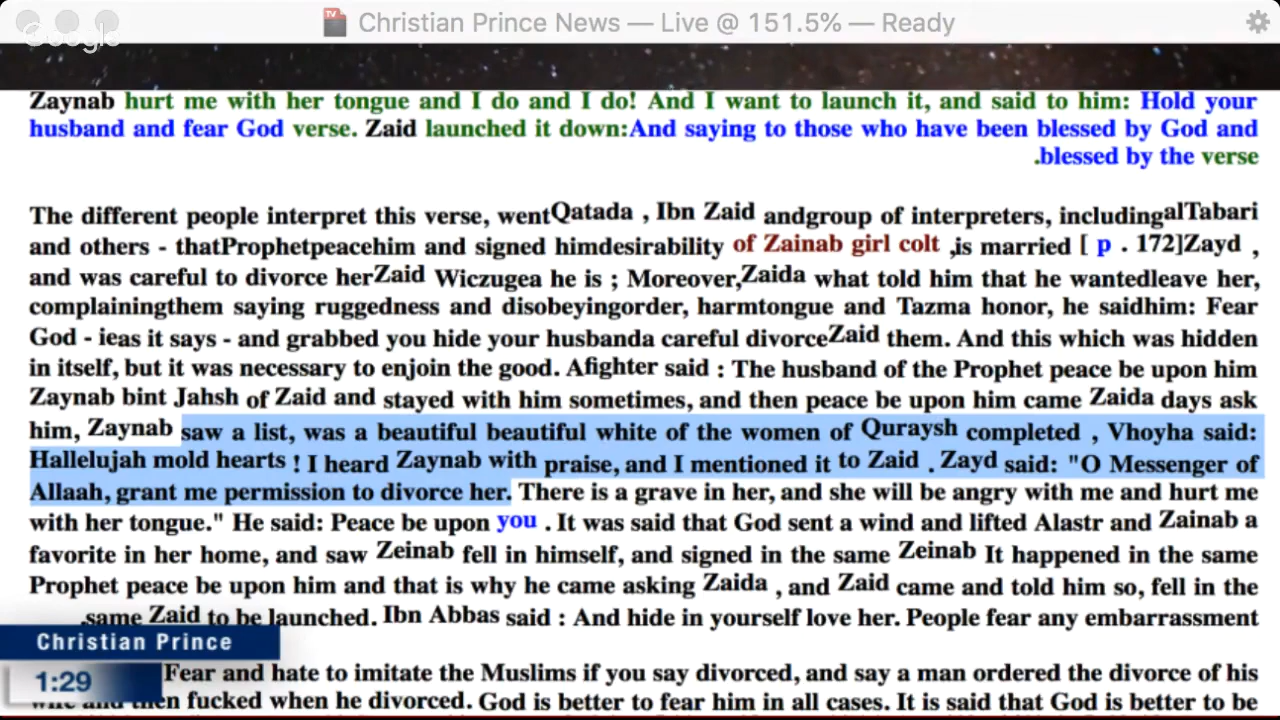 Christian Prince News — Live @ 151.5% — Ready
TV
Google
Zaynab hurt me with her tongue and I do and I do! And I want to launch it, and said to him: Hold your
husband and fear God verse. Zaid launched it down:And saying to those who have been blessed by God and
.blessed by the verse
The different people interpret this verse, wentQatada , Ibn Zaid andgroup of interpreters, includingalTabari
and others - thatProphetpeacehim and signed himdesirability of Zainab girl colt ,is married [ p . 172]Zayd ,
and was careful to divorce herZaid Wiczugea he is ; Moreover,Zaida what told him that he wantedleave her,
complainingthem saying ruggedness and disobeyingorder, harmtongue and Tazma honor, he saidhim: Fear
God - ieas it says - and grabbed you hide your husbanda careful divorceZaid them. And this which was hidden
in itself, but it was necessary to enjoin the good. Afighter said : The husband of the Prophet peace be upon him
Zaynab bint Jahsh of Zaid and stayed with him sometimes, and then peace be upon him came Zaida days ask
him, Zaynab saw a list, was a beautiful beautiful white of the women of Quraysh completed , Vhoyha said:
Hallelujah mold hearts ! I heard Zaynab with praise, and I mentioned it to Zaid . Zayd said: "O Messenger of
Allaah, grant me permission to divorce her. There is a grave in her, and she will be angry with me and hurt me
with her tongue." He said: Peace be upon you . It was said that God sent a wind and lifted Alastr and Zainab a
favorite in her home, and saw Zeinab fell in himself, and signed in the same Zeinab It happened in the same
Prophet peace be upon him and that is why he came asking Zaida , and Zaid came and told him so, fell in the
.same Zaid to be launched. Ibn Abbas said : And hide in yourself love her. People fear any embarrassment
Christian Prince
1:29
Fear and hate to imitate the Muslims if you say divorced, and say a man ordered the divorce of his
fucked when he divorced. God is better to fear him in all cases. It is said that God is better to be